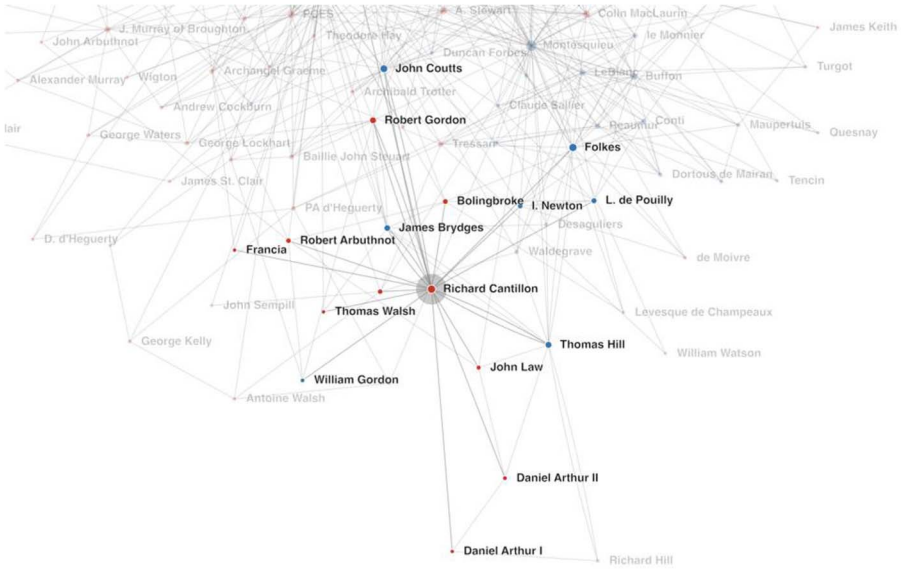 PCES
A. Stewart
Colin MacLaurin
James Keith
J. Murray of Broughton
John Arbuthnot
Theodore Hay
le Monnier
Montesquieu
Duncan Forbes
John Coutts
Turgot
Archangel Graeme
LeBlanc
Buffon
Alexander Murray
Wigton
Archibald Trotter
Andrew Cockburn
Claude Sallier
Robert Gordon
Conti
Reaumur
Maupertuis
lair
Quesnay
George Waters
George Lockhart
Tressan
Folkes
Baillie John Steuart
Dortous de Mairan
Tencin
James St. Clair
Bolingbroke
L. de Pouilly
I. Newton
PA d'Heguerty
Desaguliers
James Brydges
D. d'Heguerty
Robert Arbuthnot
Francia
Waldegrave
de Moivre
Richard Cantillon
John Sempill
Thomas Walsh
Levesque de Champeaux
George Kelly
Thomas Hill
William Watson
John Law
William Gordon
Antoine Walsh
Daniel Arthur II
Daniel Arthur I
Richard Hill